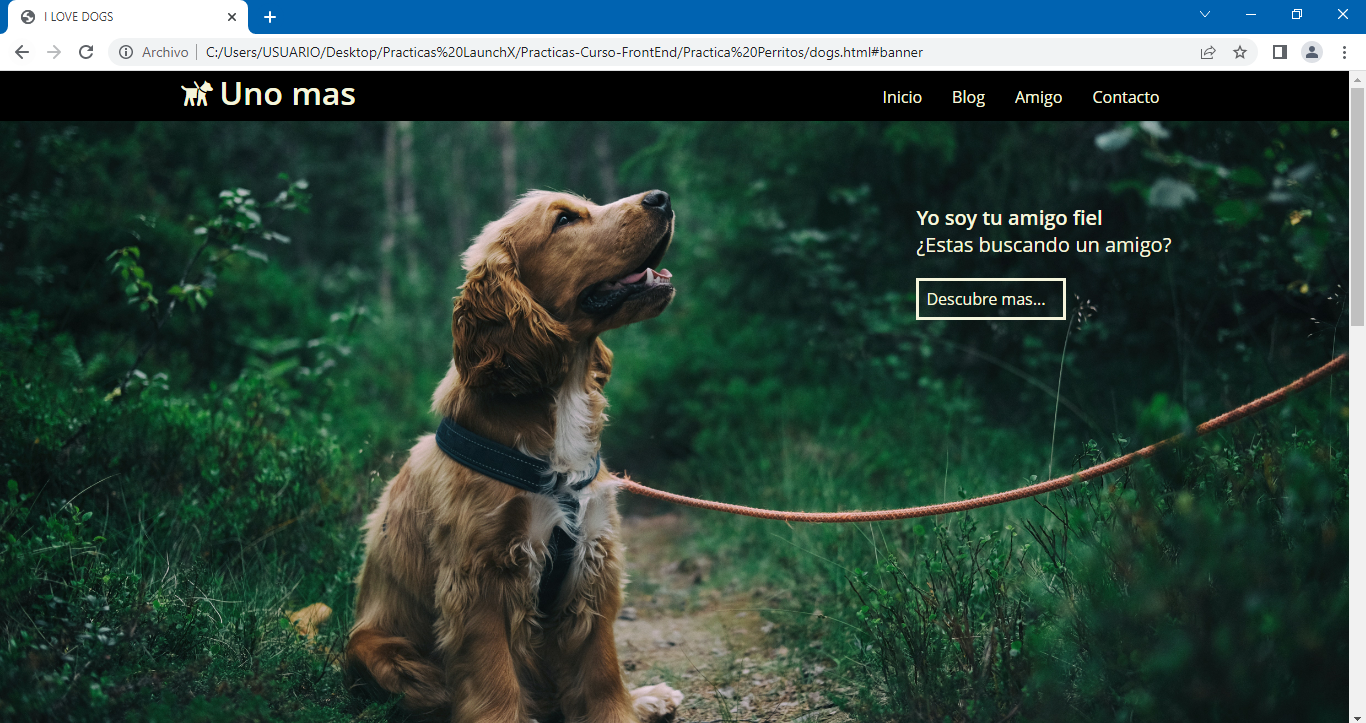 I LOVE DOGS
Archivo C:/Users/USUARIO/Desktop/Practicas%20LaunchX/Practicas-Curso-FrontEnd/Practica%20Perritos/dogs.html#banner
Uno mas
Inicio Blog Amigo Contacto
Yo soy tu amigo fiel
¿Estas buscando un amigo?
Descubre mas...